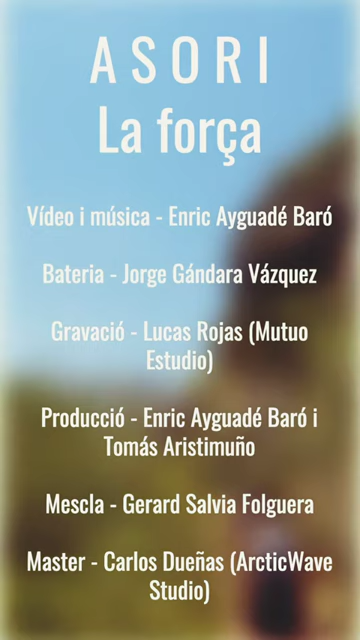 ASORI
La força
Vídeo i música - Enric Ayguadé Baró
Bateria - Jorge Gándara Vázquez
Gravació - Lucas Rojas (Mutuo
Estudio)
Producció - Enric Ayguadé Baró i
Tomás Aristimuño
Mescla - Gerard Salvia Folguera
Master - Carlos Dueñas (ArcticWave
Studio)